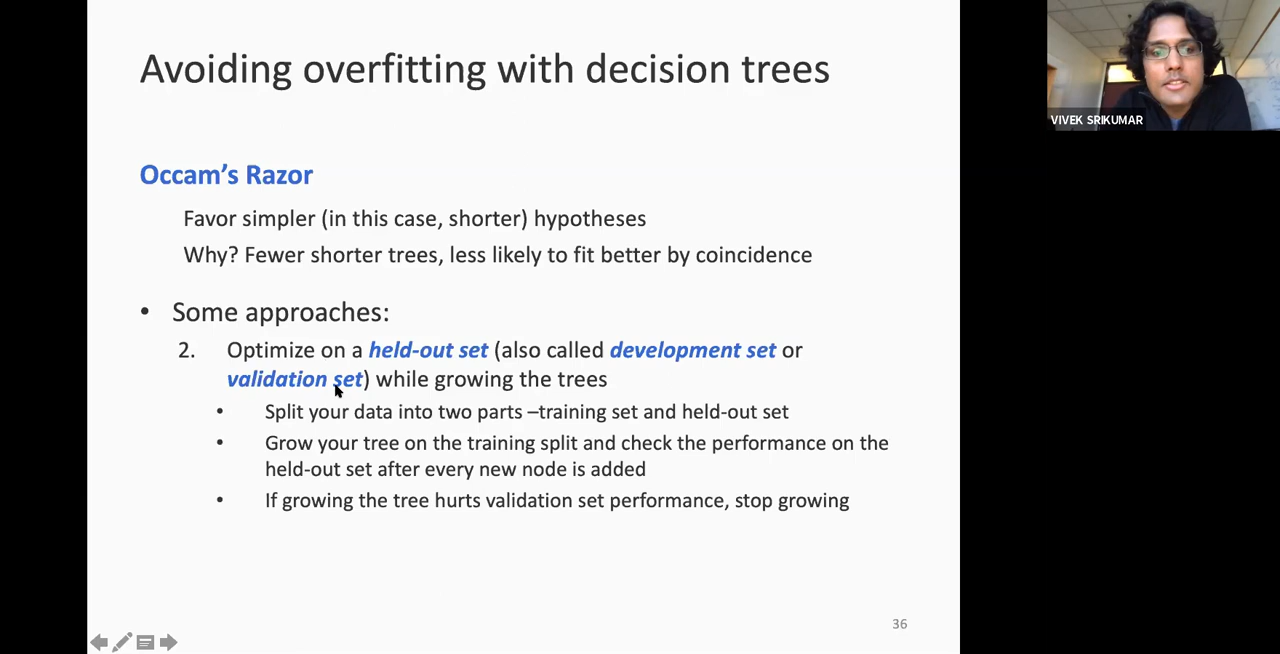 Avoiding overfitting with decision trees
VIVEK SRIKUMAR
Occam’s Razor
Favor simpler (in this case, shorter) hypotheses
Why? Fewer shorter trees, less likely to fit better by coincidence
• Some approaches:
2. Optimize on a held-out set (also called development set or
validation set) while growing the trees
• Split your data into two parts –training set and held-out set
• Grow your tree on the training split and check the performance on the
held-out set after every new node is added
• If growing the tree hurts validation set performance, stop growing
36